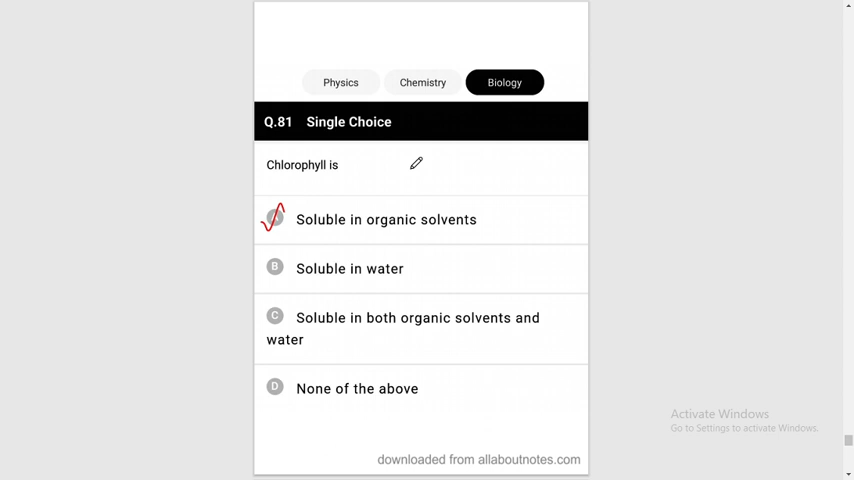 Physics Chemistry Biology
Q.81 Single Choice
Chlorophyll is
Soluble in organic solvents
B Soluble in water
C Soluble in both organic solvents and
water
D None of the above
Activate Windows
Go to Settings to activate Windows.
downloaded from allaboutnotes.com